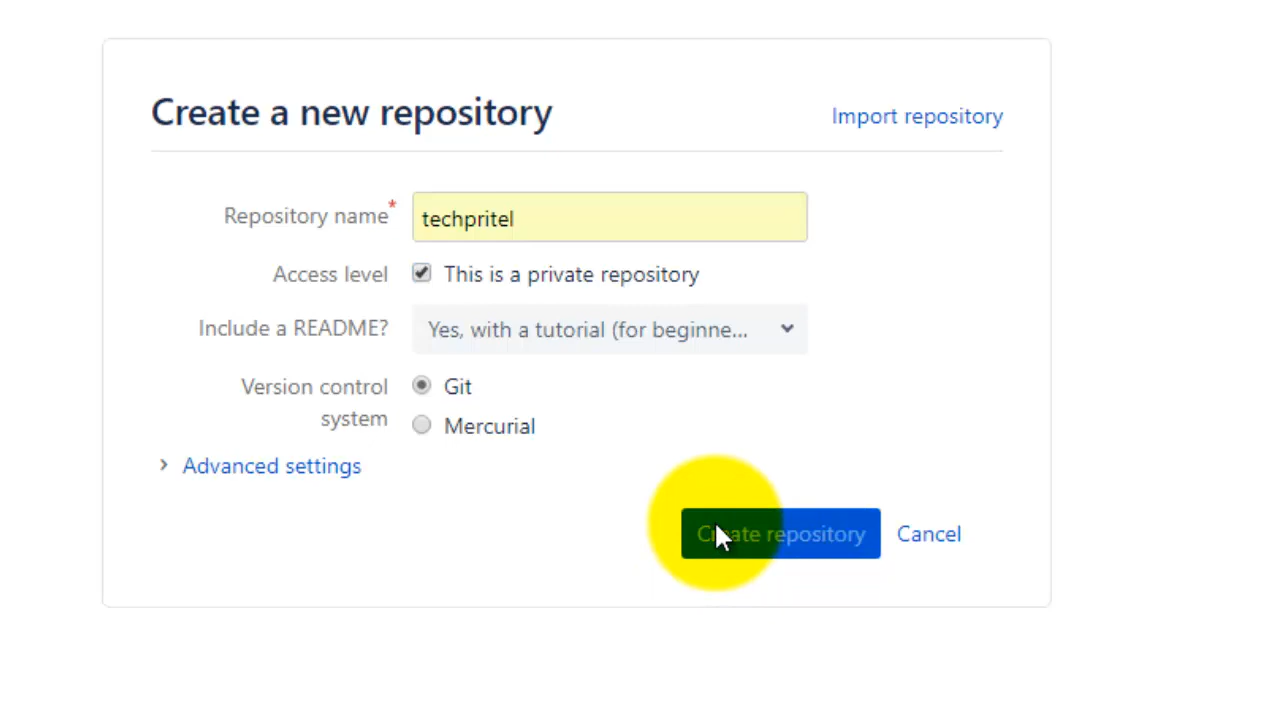 Create a new repository
Import repository
Repository name*
techpritel
Access level
This is a private repository
Include a README?
Yes, with a tutorial (for beginne...
Version control
system
Git
Mercurial
Advanced settings
Create repository
Cancel